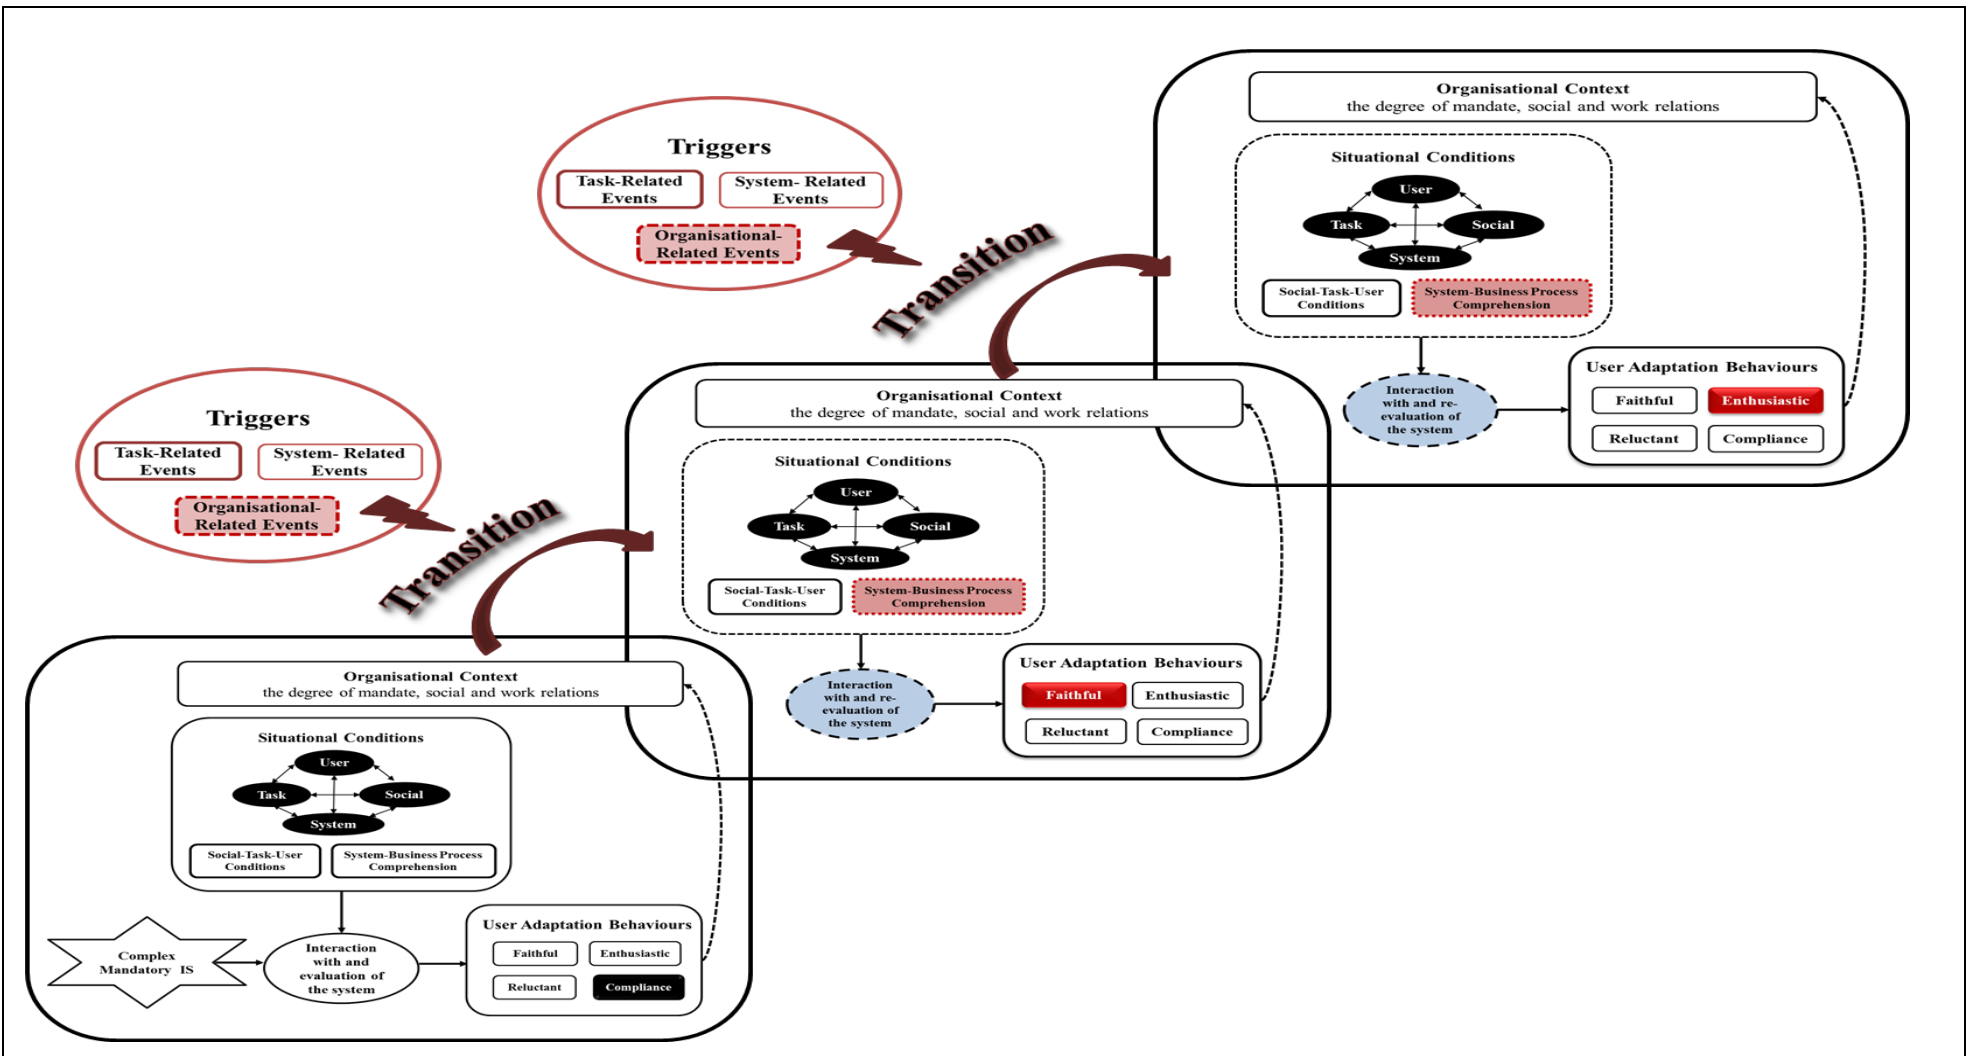 Organisational Context
the degree of mandate, social and work relations
Situational Conditions
User
Task
Social
System
Social-Task-User
Conditions
System-Business Process
Comprehension
Interaction
with and re-
evaluation of
the system
User Adaptation Behaviours
Faithful
Enthusiastic
Reluctant
Compliance
Triggers
Task-Related
Events
System- Related
Events
Organisational-
Related Events
Transition
Organisational Context
the degree of mandate, social and work relations
Situational Conditions
User
Task
Social
System
Social-Task-User
Conditions
System-Business Process
Comprehension
Interaction
with and re-
evaluation of
the system
User Adaptation Behaviours
Faithful
Enthusiastic
Reluctant
Compliance
Triggers
Task-Related
Events
System- Related
Events
Organisational-
Related Events
Transition
Organisational Context
the degree of mandate, social and work relations
Situational Conditions
User
Task
Social
System
Social-Task-User
Conditions
System-Business Process
Comprehension
Complex
Mandatory IS
Interaction
with and
evaluation of
the system
User Adaptation Behaviours
Faithful
Enthusiastic
Reluctant
Compliance